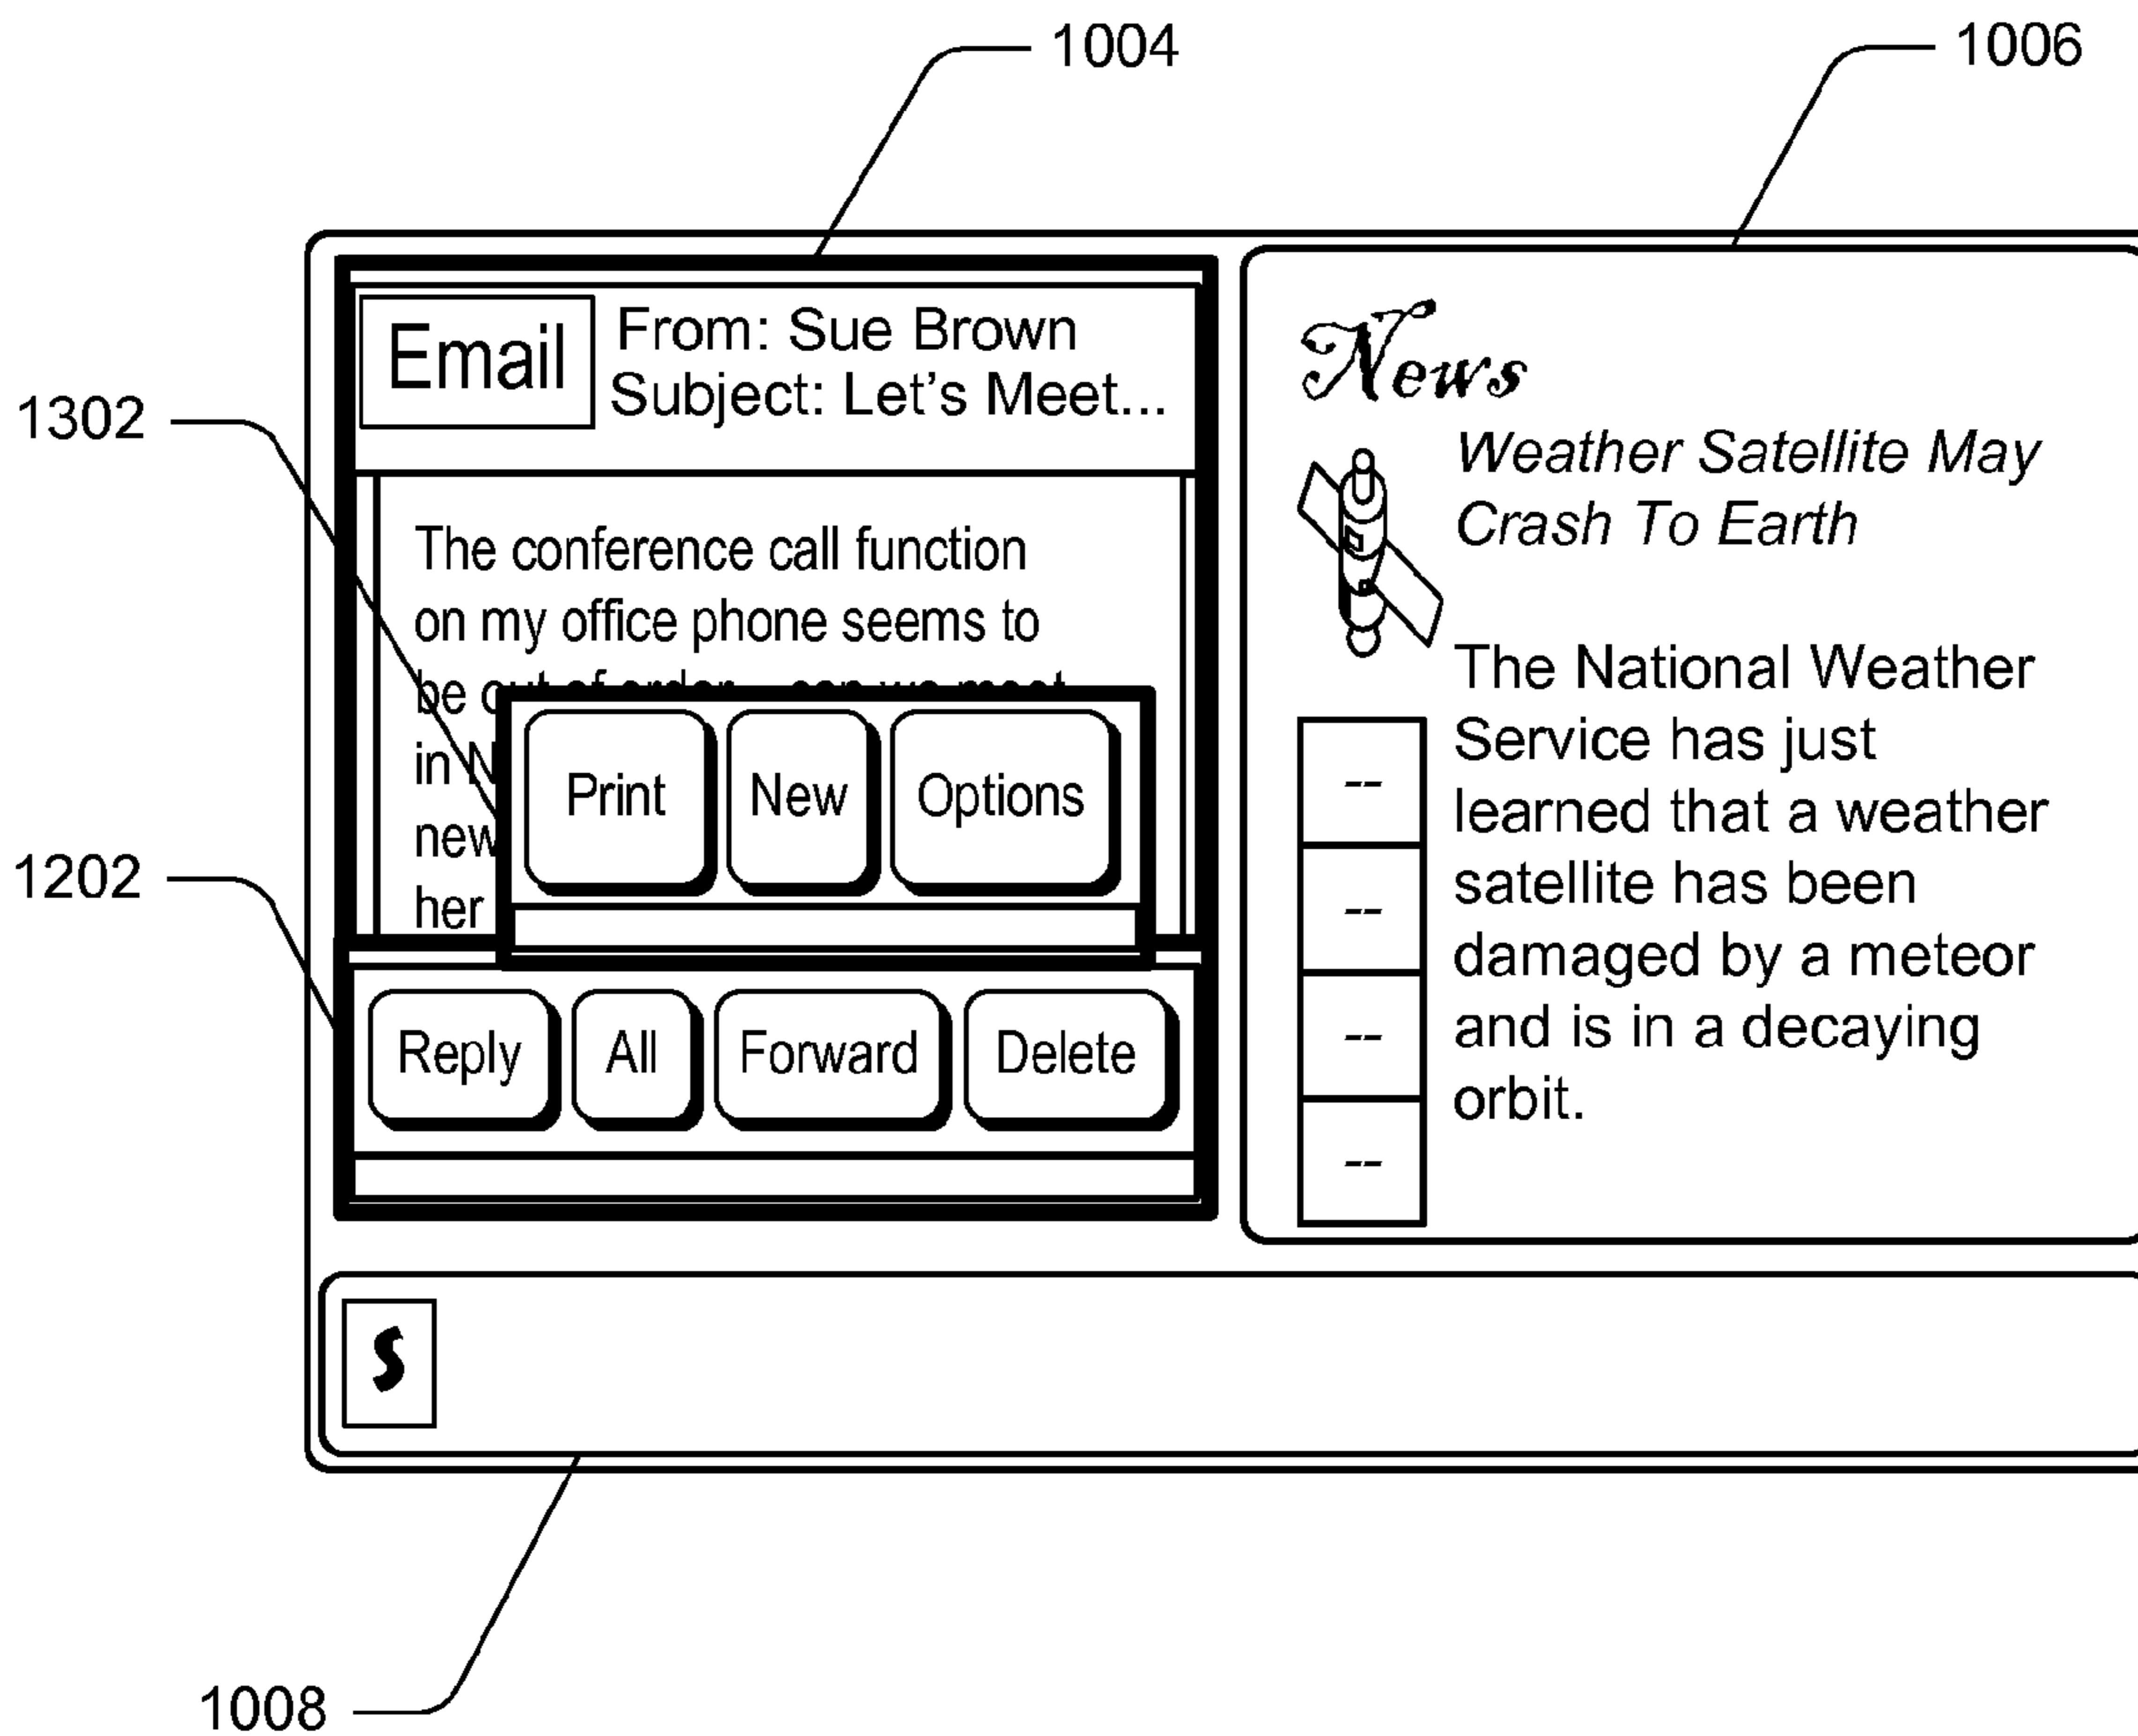 1004
1006
Email
From: Sue Brown
Subject: Let's Meet...
1302
The conference call function
on my office phone seems to
be out of order
in N
new
her
Print
New
Options
1202
Reply
All
Forward
Delete
News
Weather Satellite May
Crash To Earth
The National Weather
Service has just
learned that a weather
satellite has been
damaged by a meteor
and is in a decaying
orbit.
--
--
--
--
S
1008